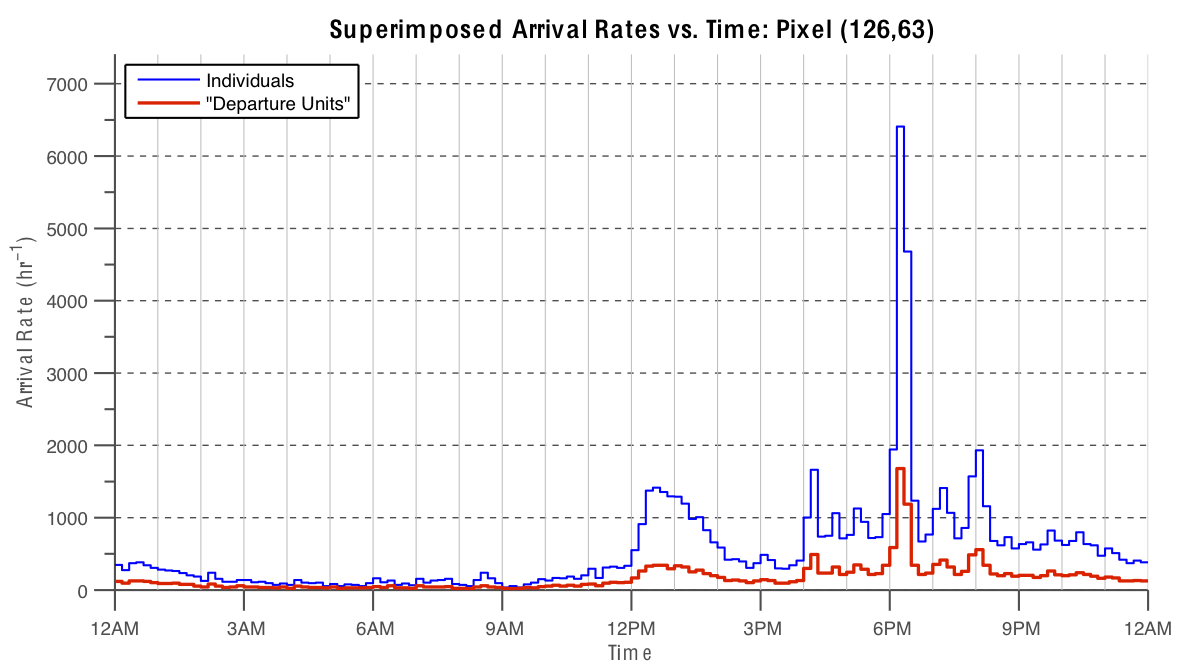 Superimposed Arrival Rates vs. Time: Pixel (126,63)
Individuals
"Departure Units"
7000
6000
5000
4000
3000
2000
1000
0
Arrival Rate (hr⁻¹)
12AM 3AM 6AM 9AM 12PM 3PM 6PM 9PM 12AM
Time